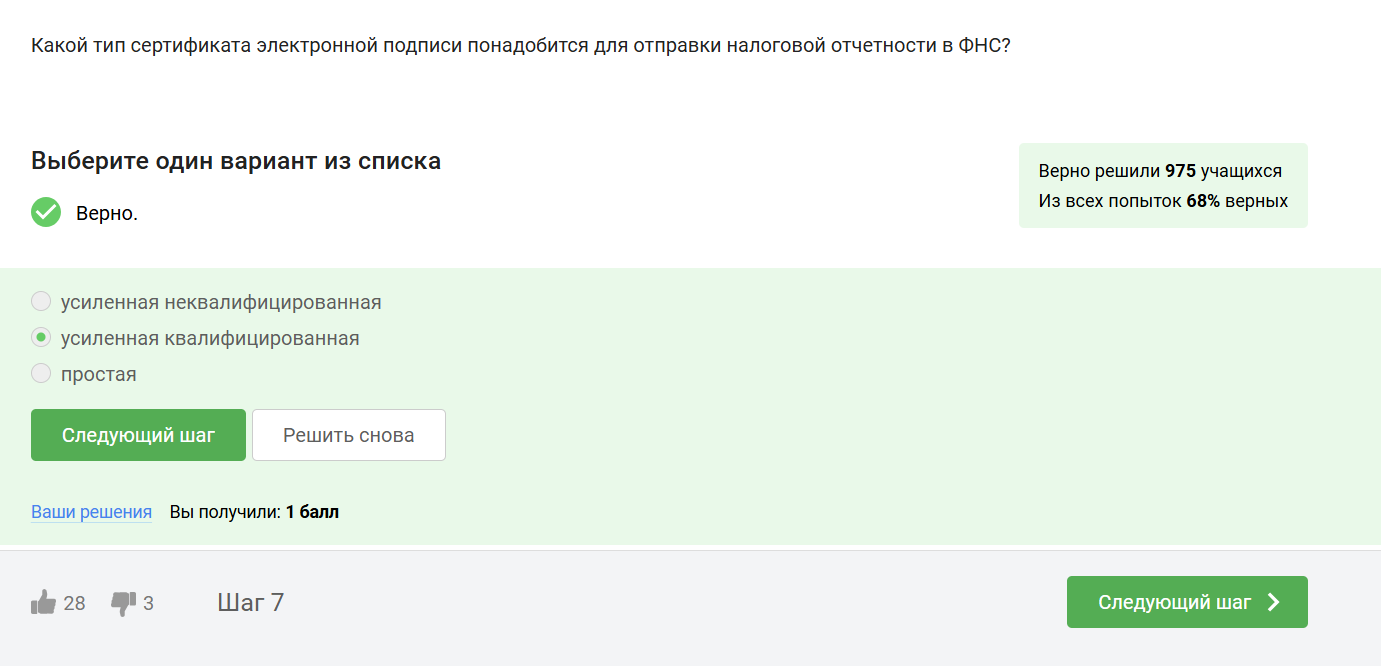 Какой тип сертификата электронной подписи понадобится для отправки налоговой отчетности в ФНС?
Выберите один вариант из списка
Верно.
Верно решили 975 учащихся
Из всех попыток 68% верных
усиленная неквалифицированная
усиленная квалифицированная
простая
Следующий шаг
Решить снова
Ваши решения Вы получили: 1 балл
28 3 Шаг 7
Следующий шаг